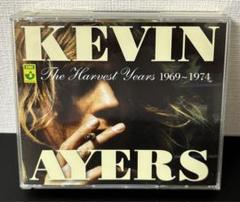 KEVIN
The Harvest Years 1969~1974
AYERS